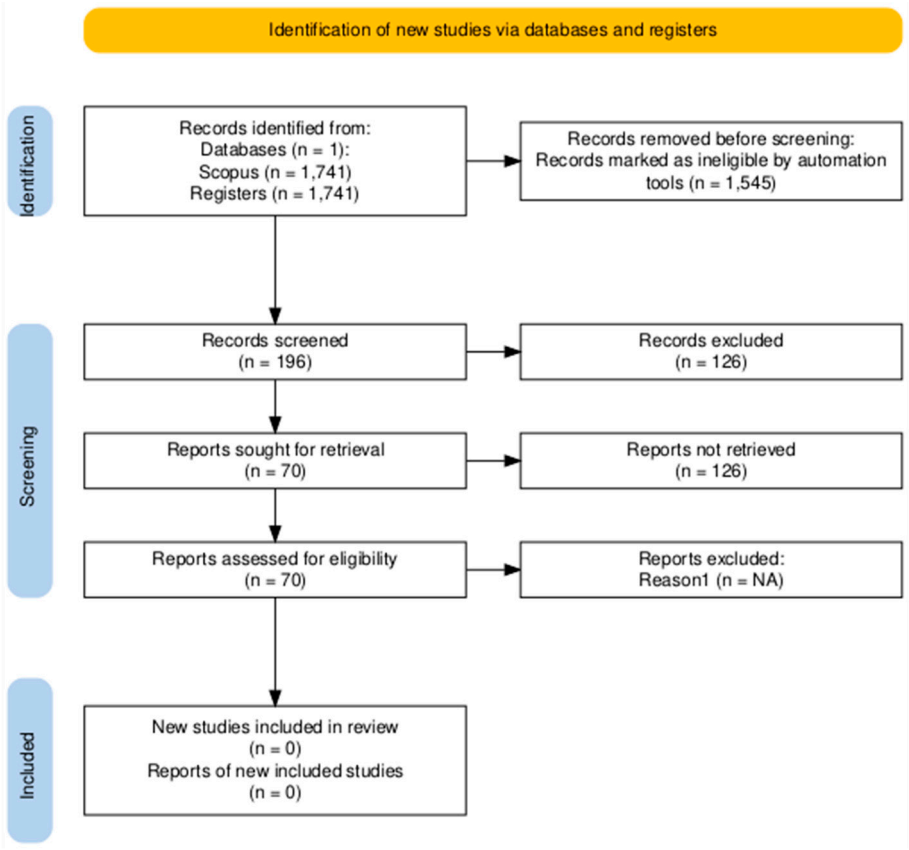 Identification of new studies via databases and registers
Identification
Records identified from:
Databases (n = 1):
Scopus (n = 1,741)
Registers (n = 1,741)
Records removed before screening:
Records marked as ineligible by automation
tools (n = 1,545)
Screening
Records screened
(n = 196)
Records excluded
(n = 126)
Reports sought for retrieval
(n = 70)
Reports not retrieved
(n = 126)
Reports assessed for eligibility
(n = 70)
Reports excluded:
Reason1 (n = NA)
Included
New studies included in review
(n = 0)
Reports of new included studies
(n = 0)